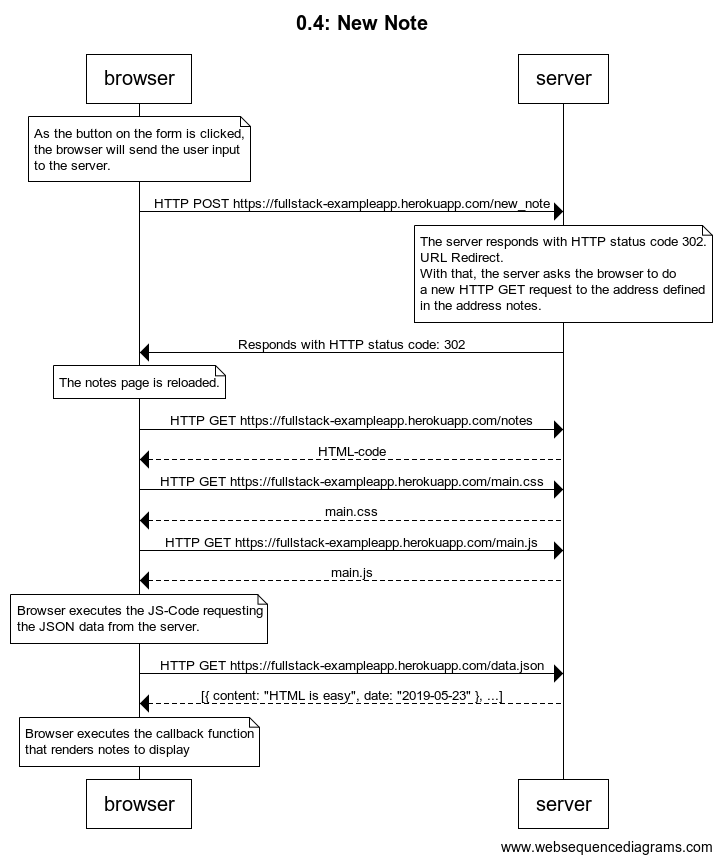 0.4: New Note
browser
server
As the button on the form is clicked,
the browser will send the user input
to the server.
HTTP POST https://fullstack-exampleapp.herokuapp.com/new_note
The server responds with HTTP status code 302.
URL Redirect.
With that, the server asks the browser to do
a new HTTP GET request to the address defined
in the address notes.
Responds with HTTP status code: 302
The notes page is reloaded.
HTTP GET https://fullstack-exampleapp.herokuapp.com/notes
HTML-code
HTTP GET https://fullstack-exampleapp.herokuapp.com/main.css
main.css
HTTP GET https://fullstack-exampleapp.herokuapp.com/main.js
main.js
Browser executes the JS-Code requesting
the JSON data from the server.
HTTP GET https://fullstack-exampleapp.herokuapp.com/data.json
[{ content: "HTML is easy", date: "2019-05-23" }, ...]
Browser executes the callback function
that renders notes to display
browser
server
www.websequencediagrams.com